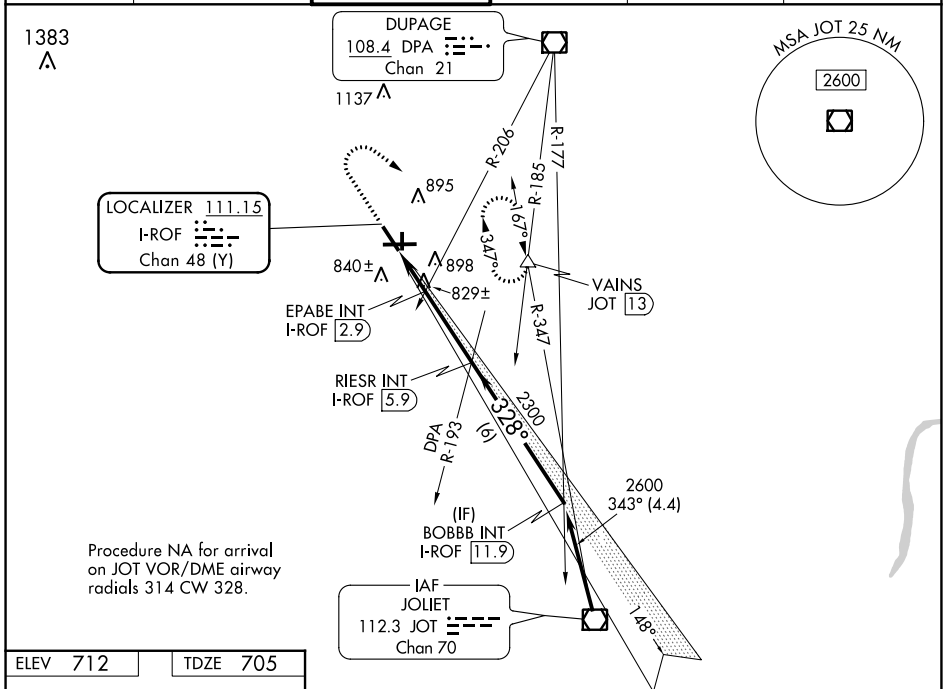 1383
DUPAGE
108.4 DPA
Chan 21
MSA JOT 25 NM
2600
1137
R-206
R-177
R-185
895
LOCALIZER 111.15
I-ROF
Chan 48 (Y)
167°
347°
840±
898
829±
VAINS
JOT 13
EPABE INT
I-ROF 2.9
R-347
RIESR INT
I-ROF 5.9
2300
328°
(6)
DPA
R-193
2600
343° (4.4)
(IF)
BOBBB INT
I-ROF 11.9
Procedure NA for arrival
on JOT VOR/DME airway
radials 314 CW 328.
IAF
JOLIET
112.3 JOT
Chan 70
148°
ELEV 712
TDZE 705